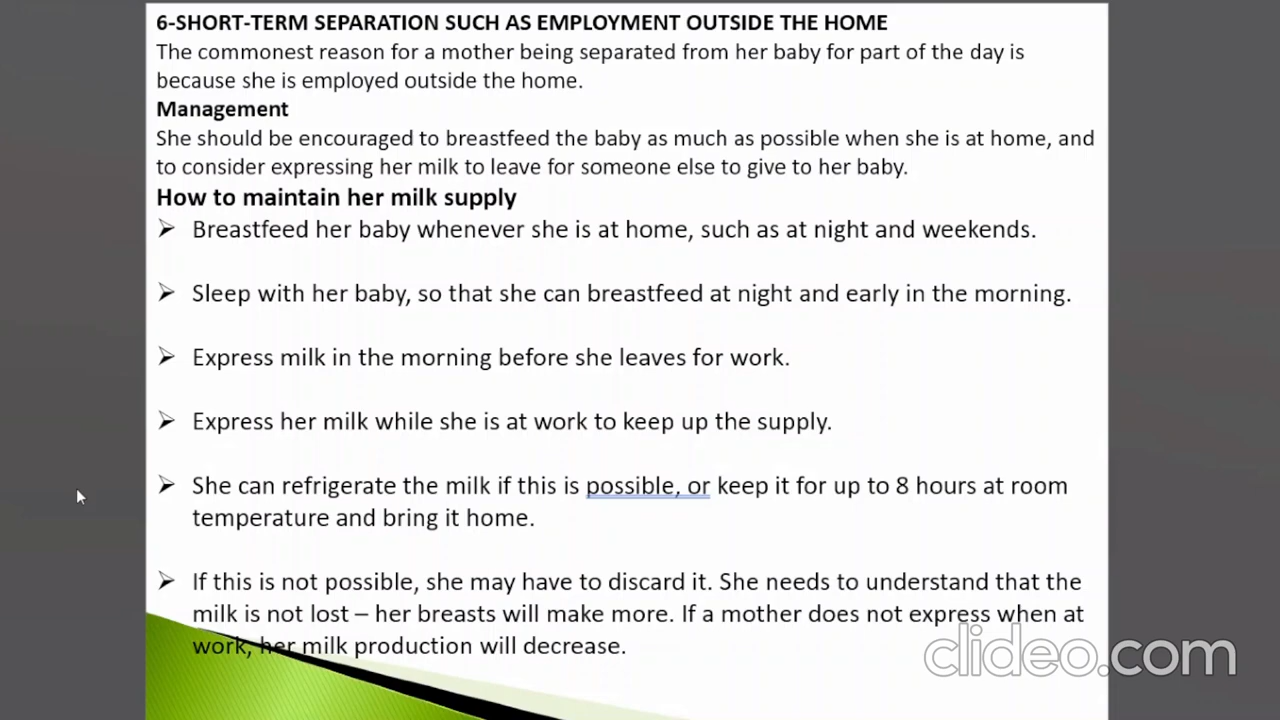 6-SHORT-TERM SEPARATION SUCH AS EMPLOYMENT OUTSIDE THE HOME
The commonest reason for a mother being separated from her baby for part of the day is
because she is employed outside the home.
Management
She should be encouraged to breastfeed the baby as much as possible when she is at home, and
to consider expressing her milk to leave for someone else to give to her baby.
How to maintain her milk supply
➢ Breastfeed her baby whenever she is at home, such as at night and weekends.
➢ Sleep with her baby, so that she can breastfeed at night and early in the morning.
➢ Express milk in the morning before she leaves for work.
➢ Express her milk while she is at work to keep up the supply.
➢ She can refrigerate the milk if this is possible, or keep it for up to 8 hours at room
temperature and bring it home.
➢ If this is not possible, she may have to discard it. She needs to understand that the
milk is not lost – her breasts will make more. If a mother does not express when at
work, her milk production will decrease.
clideo.com